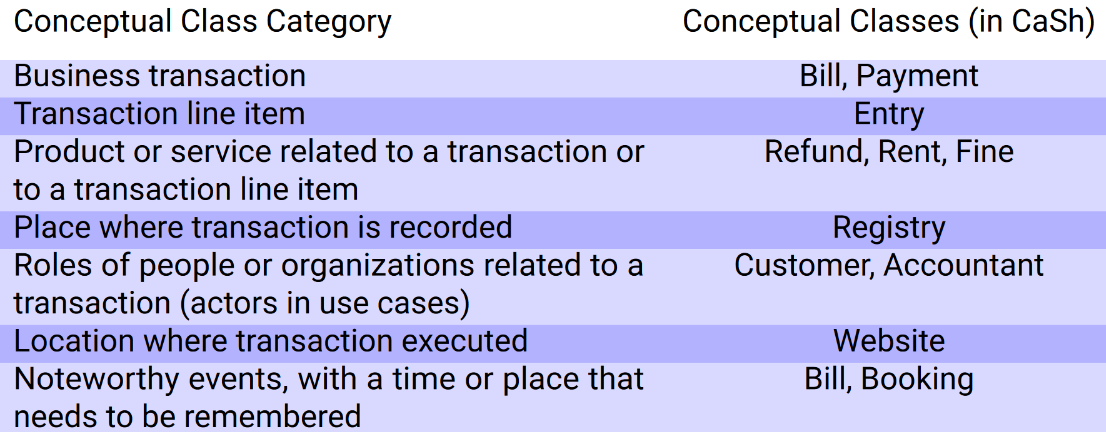 Conceptual Class Category Conceptual Classes (in CaSh)
Business transaction Bill, Payment
Transaction line item Entry
Product or service related to a transaction or Refund, Rent, Fine
to a transaction line item
Place where transaction is recorded Registry
Roles of people or organizations related to a Customer, Accountant
transaction (actors in use cases)
Location where transaction executed Website
Noteworthy events, with a time or place that Bill, Booking
needs to be remembered